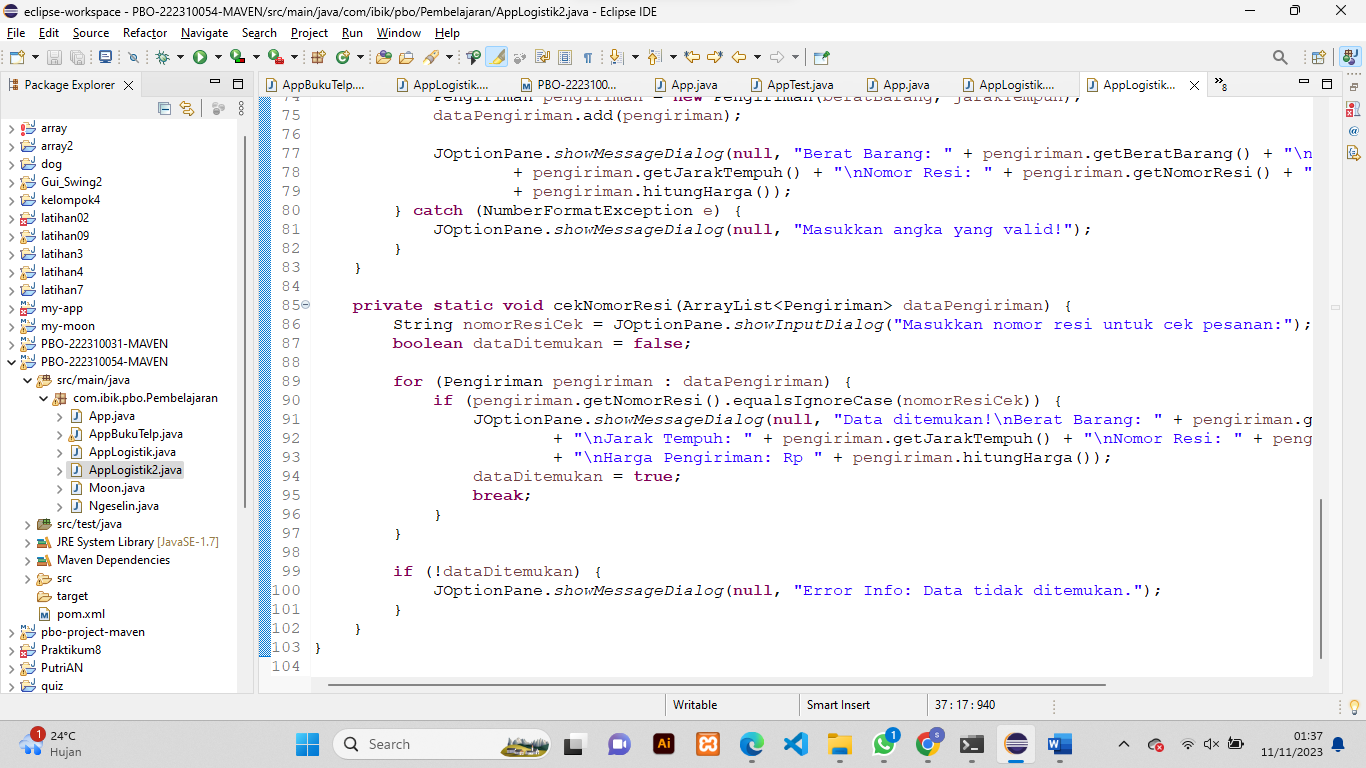 eclipse-workspace - PBO-222310054-MAVEN/src/main/java/com/ibik/pbo/Pembelajaran/AppLogistik2.java - Eclipse IDE
File Edit Source Refactor Navigate Search Project Run Window Help
Package Explorer
AppBukuTelp.... AppLogistik.... PBO-2223100... App.java AppTest.java App.java AppLogistik.... AppLogistik... »8
array
array2
dog
Gui_Swing2
kelompok4
latihan02
latihan09
latihan3
latihan4
latihan7
my-app
my-moon
PBO-222310031-MAVEN
PBO-222310054-MAVEN
src/main/java
com.ibik.pbo.Pembelajaran
App.java
AppBukuTelp.java
AppLogistik.java
AppLogistik2.java
Moon.java
Ngeselin.java
src/test/java
JRE System Library [JavaSE-1.7]
Maven Dependencies
src
target
pom.xml
pbo-project-maven
Praktikum8
PutriAN
quiz
74 Pengiriman pengiriman = new Pengiriman(beratBarang, jarakTempuh);
75 dataPengiriman.add(pengiriman);
76
77 JOptionPane.showMessageDialog(null, "Berat Barang: " + pengiriman.getBeratBarang() + "\n
78 + pengiriman.getJarakTempuh() + "\nNomor Resi: " + pengiriman.getNomorResi() + "
79 + pengiriman.hitungHarga());
80 } catch (NumberFormatException e) {
81 JOptionPane.showMessageDialog(null, "Masukkan angka yang valid!");
82 }
83 }
84
85 private static void cekNomorResi(ArrayList<Pengiriman> dataPengiriman) {
86 String nomorResiCek = JOptionPane.showInputDialog("Masukkan nomor resi untuk cek pesanan:");
87 boolean dataDitemukan = false;
88
89 for (Pengiriman pengiriman : dataPengiriman) {
90 if (pengiriman.getNomorResi().equalsIgnoreCase(nomorResiCek)) {
91 JOptionPane.showMessageDialog(null, "Data ditemukan!\nBerat Barang: " + pengiriman.g
92 + "\nJarak Tempuh: " + pengiriman.getJarakTempuh() + "\nNomor Resi: " + peng
93 + "\nHarga Pengiriman: Rp " + pengiriman.hitungHarga());
94 dataDitemukan = true;
95 break;
96 }
97 }
98
99 if (!dataDitemukan) {
100 JOptionPane.showMessageDialog(null, "Error Info: Data tidak ditemukan.");
101 }
102 }
103 }
104
Writable Smart Insert 37 : 17 : 940
1 24°C
Hujan
Search
Ai
1
S
W
01:37
11/11/2023